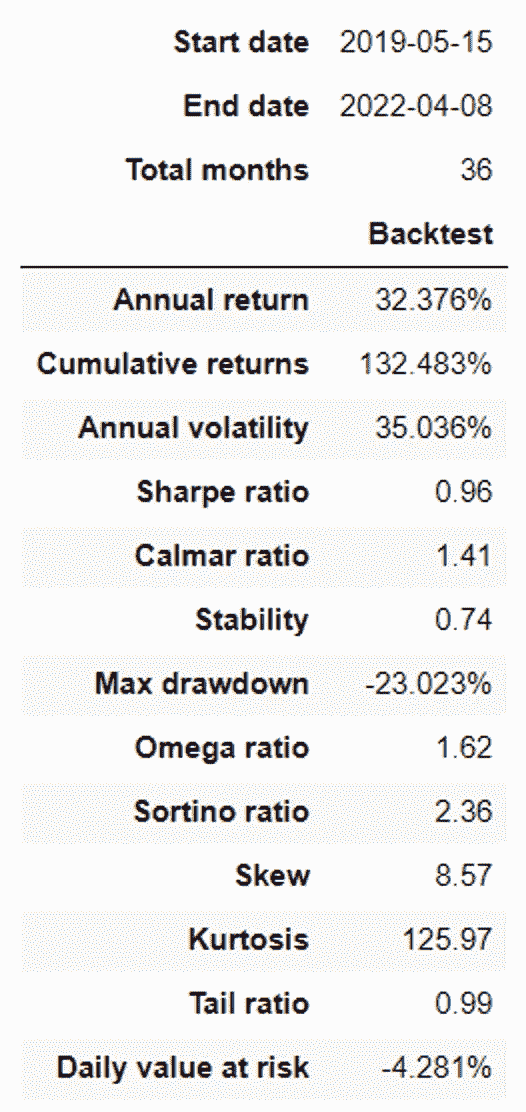 Start date 2019-05-15
End date 2022-04-08
Total months 36
Backtest
Annual return 32.376%
Cumulative returns 132.483%
Annual volatility 35.036%
Sharpe ratio 0.96
Calmar ratio 1.41
Stability 0.74
Max drawdown -23.023%
Omega ratio 1.62
Sortino ratio 2.36
Skew 8.57
Kurtosis 125.97
Tail ratio 0.99
Daily value at risk -4.281%